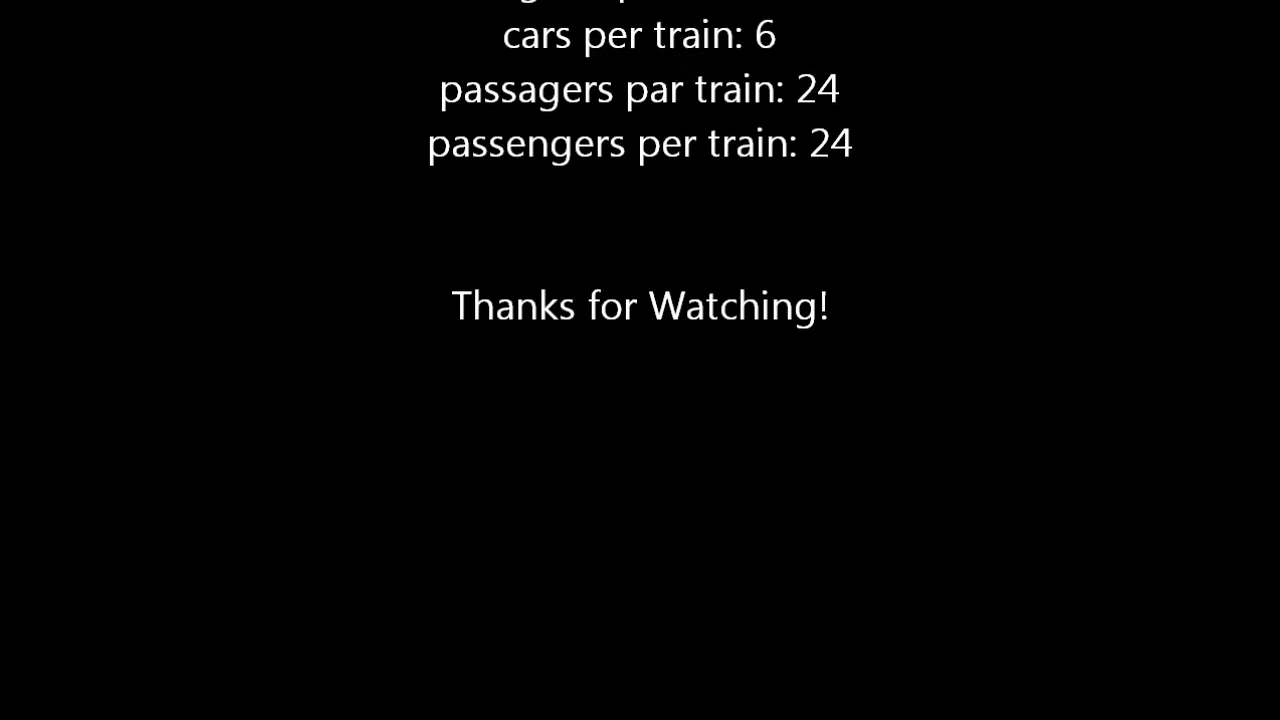 cars per train: 6
passagers par train: 24
passengers per train: 24
Thanks for Watching!